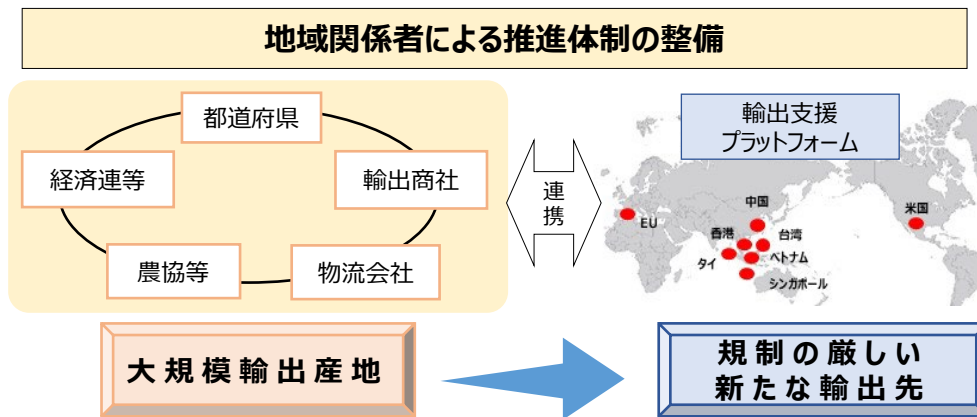 地域関係者による推進体制の整備
都道府県
経済連等
輸出商社
農協等
物流会社
連携
輸出支援
プラットフォーム
EU
中国
香港
台湾
タイ
ベトナム
シンガポール
米国
大規模輸出産地
規制の厳しい
新たな輸出先